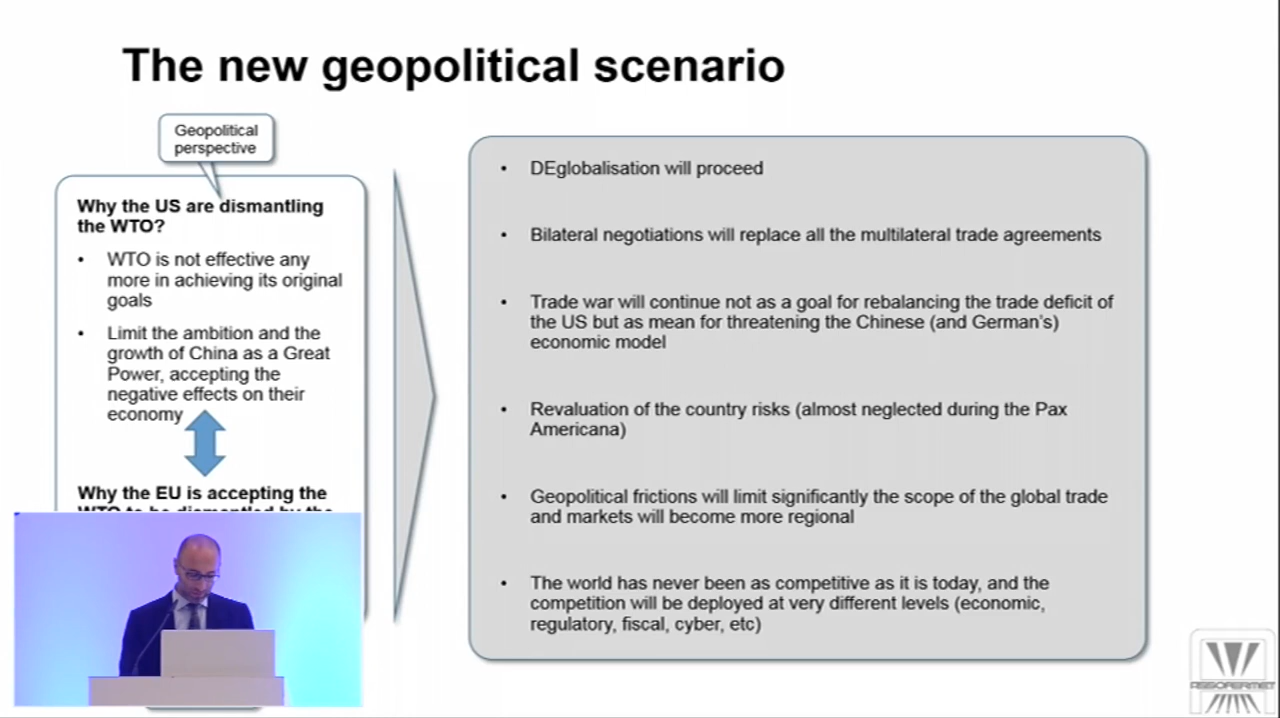 The new geopolitical scenario
Geopolitical
perspective
Why the US are dismantling
the WTO?
• WTO is not effective any
more in achieving its original
goals
• Limit the ambition and the
growth of China as a Great
Power, accepting the
negative effects on their
economy
Why the EU is accepting the
WTO to be dismantled by the
• DEglobalisation will proceed
• Bilateral negotiations will replace all the multilateral trade agreements
• Trade war will continue not as a goal for rebalancing the trade deficit of
the US but as mean for threatening the Chinese (and German's)
economic model
• Revaluation of the country risks (almost neglected during the Pax
Americana)
• Geopolitical frictions will limit significantly the scope of the global trade
and markets will become more regional
• The world has never been as competitive as it is today, and the
competition will be deployed at very different levels (economic,
regulatory, fiscal, cyber, etc)
ASSOFERMET